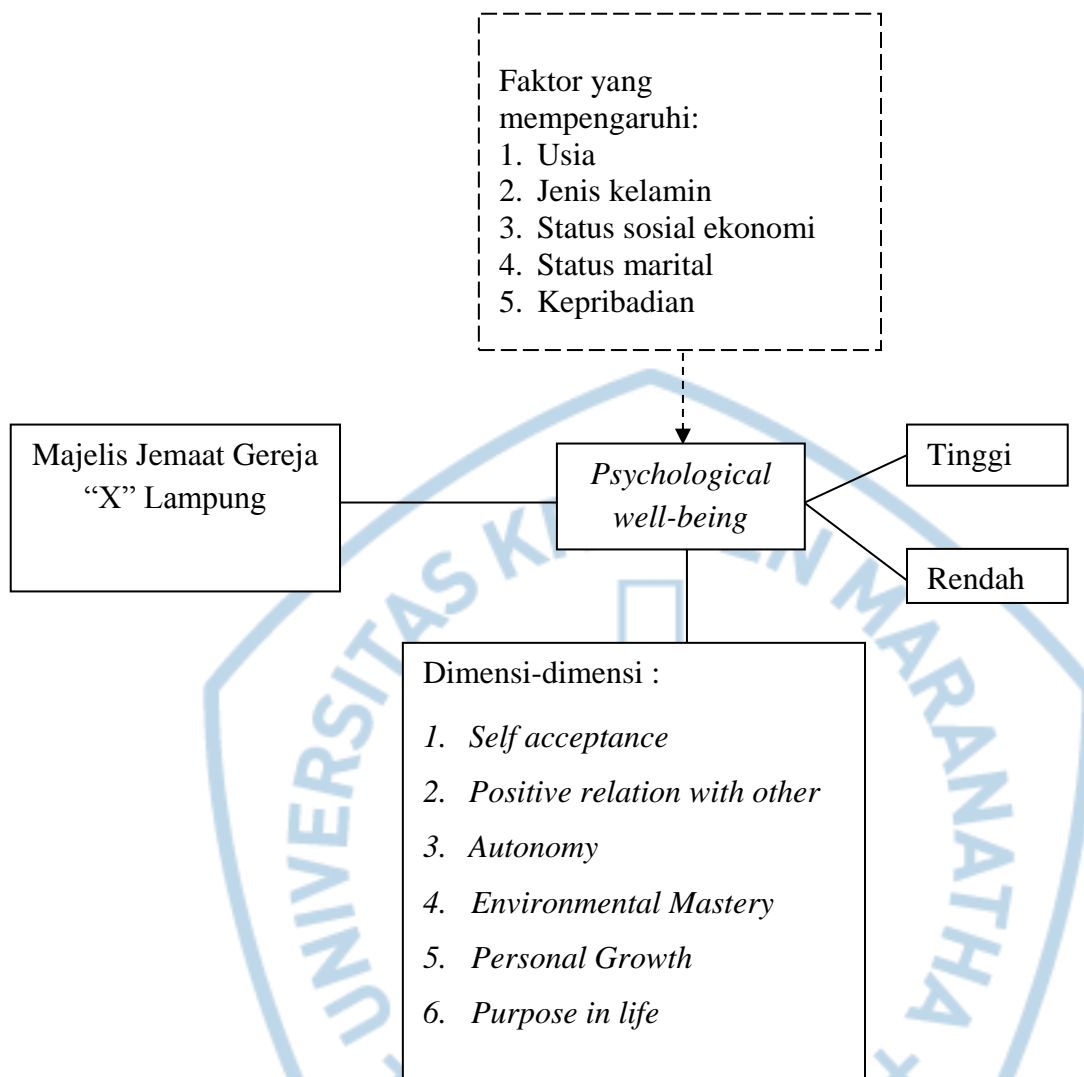 Faktor yang
mempengaruhi:
1. Usia
2. Jenis kelamin
3. Status sosial ekonomi
4. Status marital
5. Kepribadian
Majelis Jemaat Gereja
“X” Lampung
Psychological
well-being
Tinggi
Rendah
Dimensi-dimensi :
1. Self acceptance
2. Positive relation with other
3. Autonomy
4. Environmental Mastery
5. Personal Growth
6. Purpose in life
UNIVERSITAS
MARANATHA